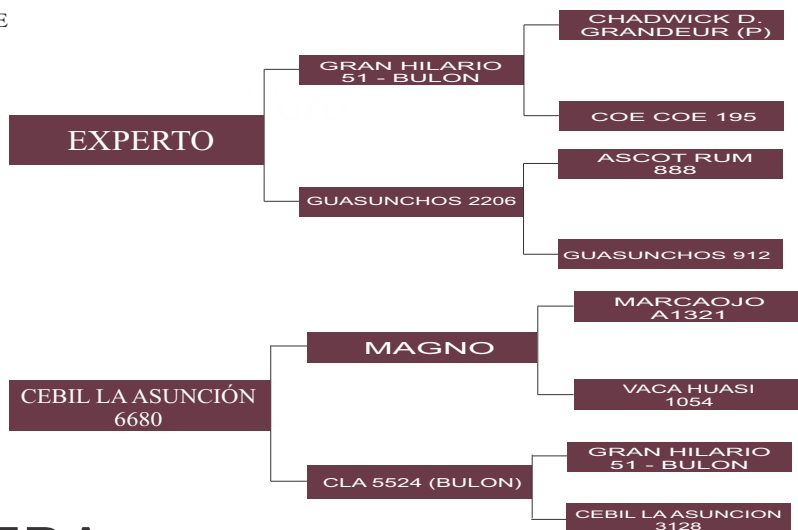 E
CHADWICK D.
GRANDEUR (P)
GRAN HILARIO
51 - BULON
COE COE 195
EXPERTO
ASCOT RUM
888
GUASUNCHOS 2206
GUASUNCHOS 912
MARCAOJO
A1321
MAGNO
VACA HUASI
1054
CEBIL LA ASUNCIÓN
6680
GRAN HILARIO
51 - BULON
CLA 5524 (BULON)
CEBIL LA ASUNCION
3128